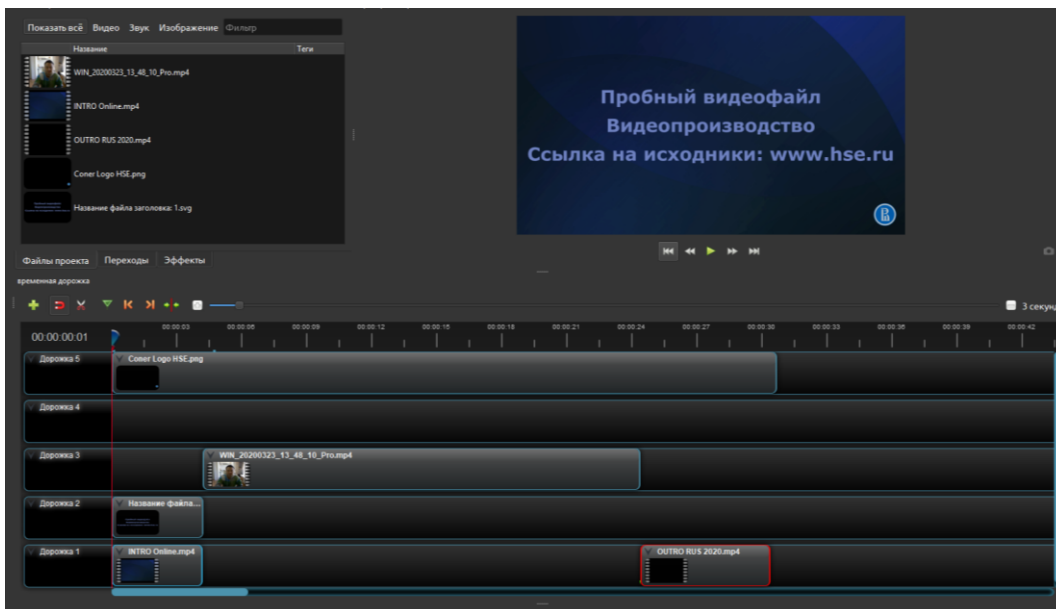 Показать всё Видео Звук Изображение Фильтр
Название Теги
WIN_20200323_13_48_10_Pro.mp4
INTRO Online.mp4
OUTRO RUS 2020.mp4
Coner Logo HSE.png
Название файла заголовка: 1.svg
Пробный видеофайл
Видеопроизводство
Ссылка на исходники: www.hse.ru
Файлы проекта Переходы Эффекты
временная дорожка
3 секун
00:00:00:01
00:00:03 00:00:06 00:00:09 00:00:12 00:00:15 00:00:18 00:00:21 00:00:24 00:00:27 00:00:30 00:00:33 00:00:36 00:00:39 00:00:42
Дорожка 5 Coner Logo HSE.png
Дорожка 4
Дорожка 3 WIN_20200323_13_48_10_Pro.mp4
Дорожка 2 Название файла...
Дорожка 1 INTRO Online.mp4 OUTRO RUS 2020.mp4